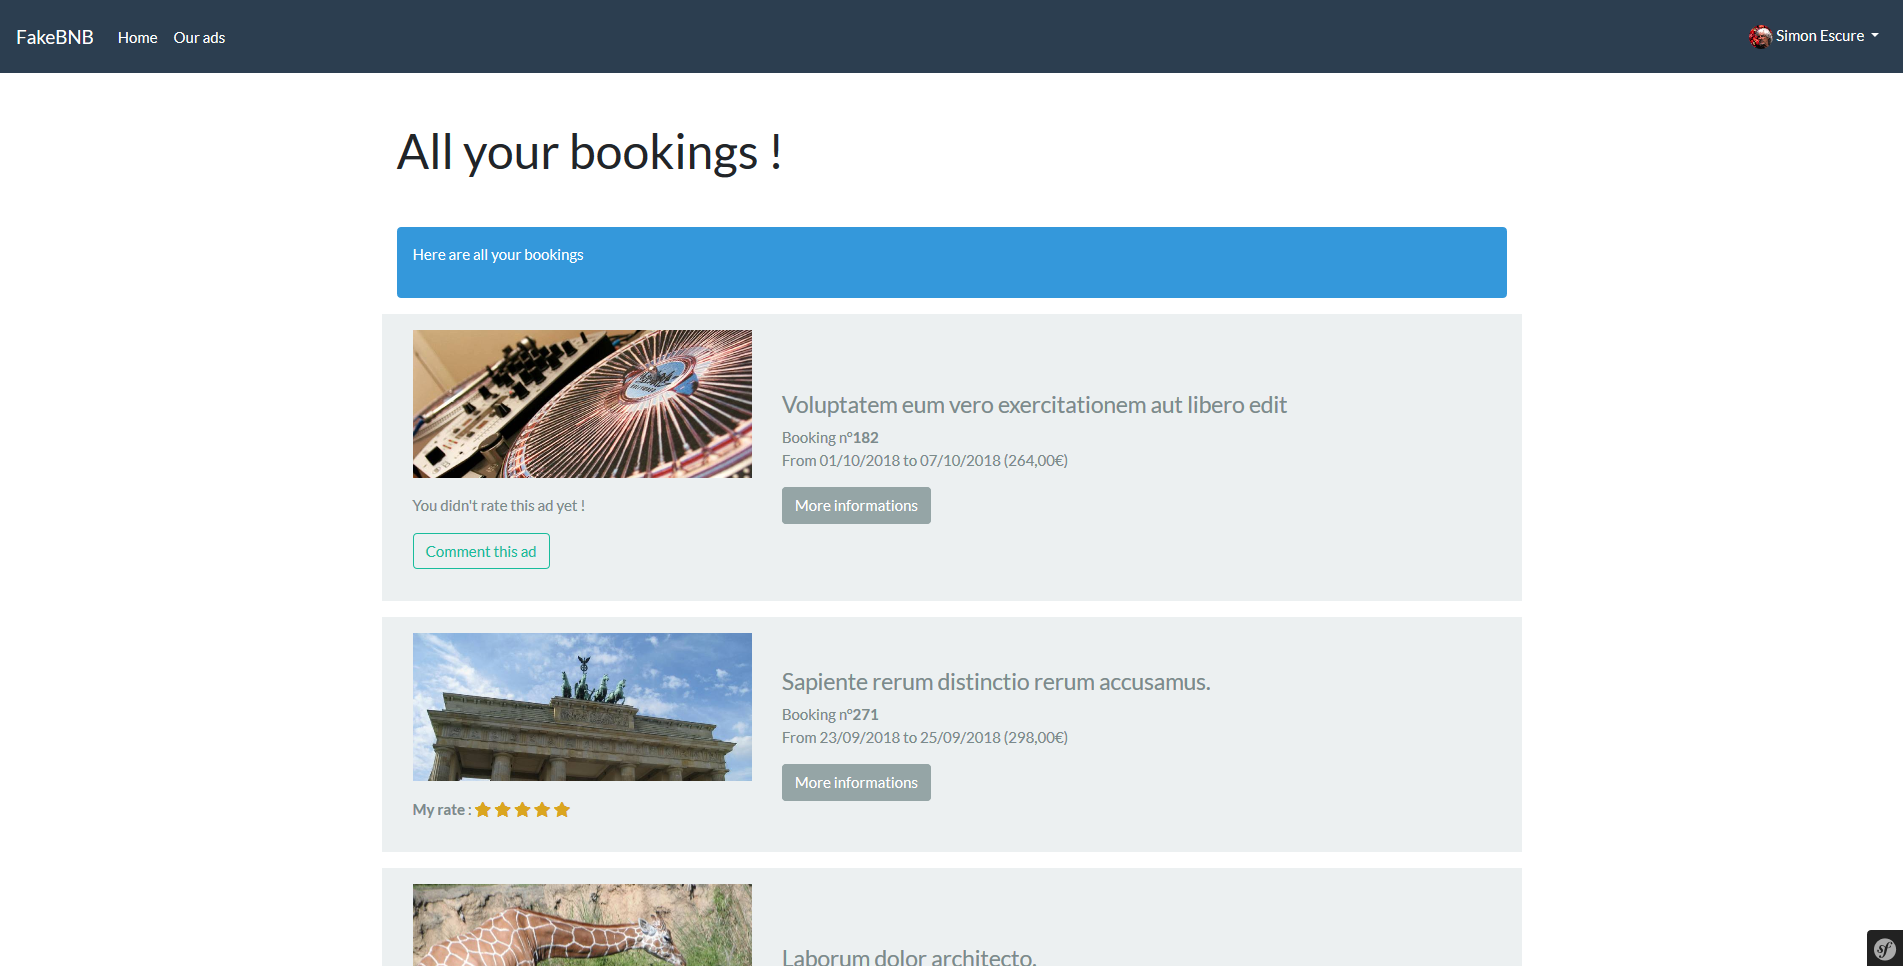 FakeBNB Home Our ads Simon Escure
All your bookings !
Here are all your bookings
Voluptatem eum vero exercitationem aut libero edit
Booking n°182
From 01/10/2018 to 07/10/2018 (264,00€)
More informations
You didn't rate this ad yet !
Comment this ad
Sapiente rerum distinctio rerum accusamus.
Booking n°271
From 23/09/2018 to 25/09/2018 (298,00€)
More informations
My rate :
Laborum dolor architecto.
sf